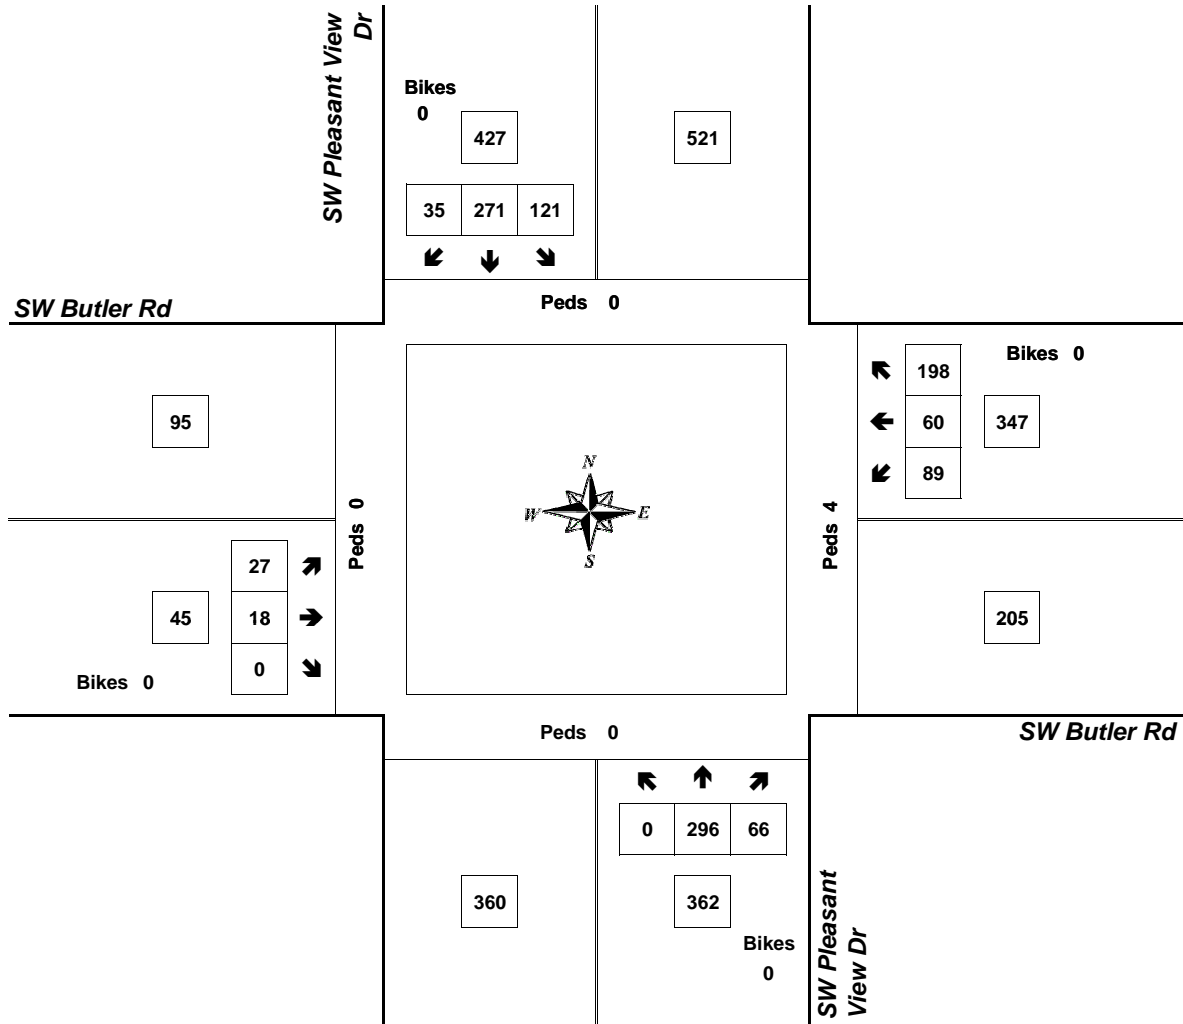 SW Pleasant View
Dr
Bikes
0
427
521
35 271 121
Peds 0
SW Butler Rd
198
Bikes 0
95
60
347
89
N
W E
S
Peds 0
Peds 4
27
45
18
205
0
Bikes 0
Peds 0
SW Butler Rd
0 296 66
360
362
Bikes
0
SW Pleasant
View Dr